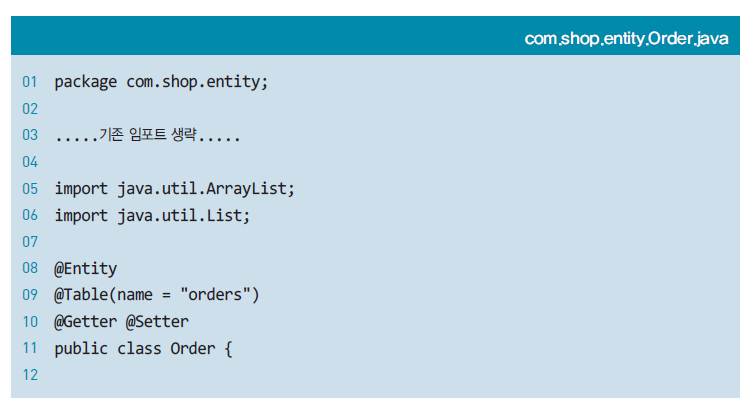 com.shop.entity.Order.java
01 package com.shop.entity;
02
03 .....기존 임포트 생략.....
04
05 import java.util.ArrayList;
06 import java.util.List;
07
08 @Entity
09 @Table(name = "orders")
10 @Getter @Setter
11 public class Order {
12